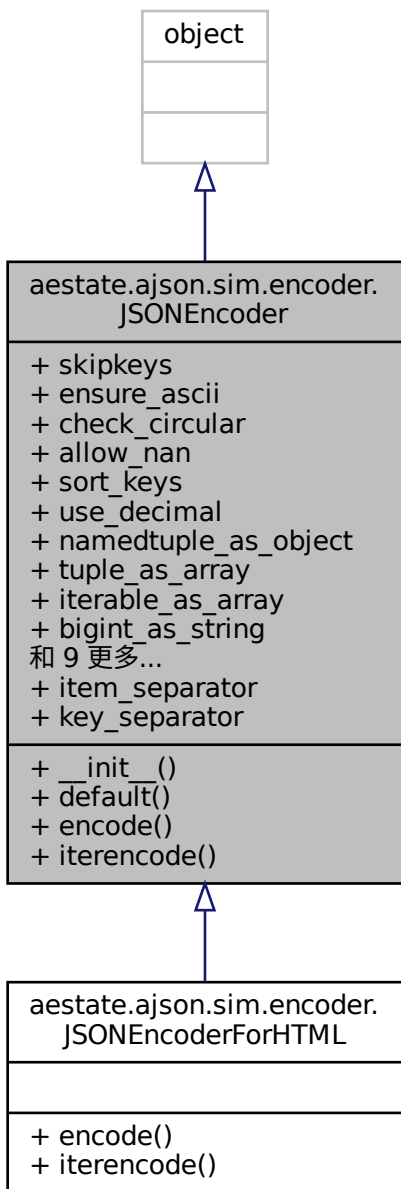 object
aestate.ajson.sim.encoder.
JSONEncoder
+ skipkeys
+ ensure_ascii
+ check_circular
+ allow_nan
+ sort_keys
+ use_decimal
+ namedtuple_as_object
+ tuple_as_array
+ iterable_as_array
+ bigint_as_string
和 9 更多...
+ item_separator
+ key_separator
+ __init__()
+ default()
+ encode()
+ iterencode()
aestate.ajson.sim.encoder.
JSONEncoderForHTML
+ encode()
+ iterencode()